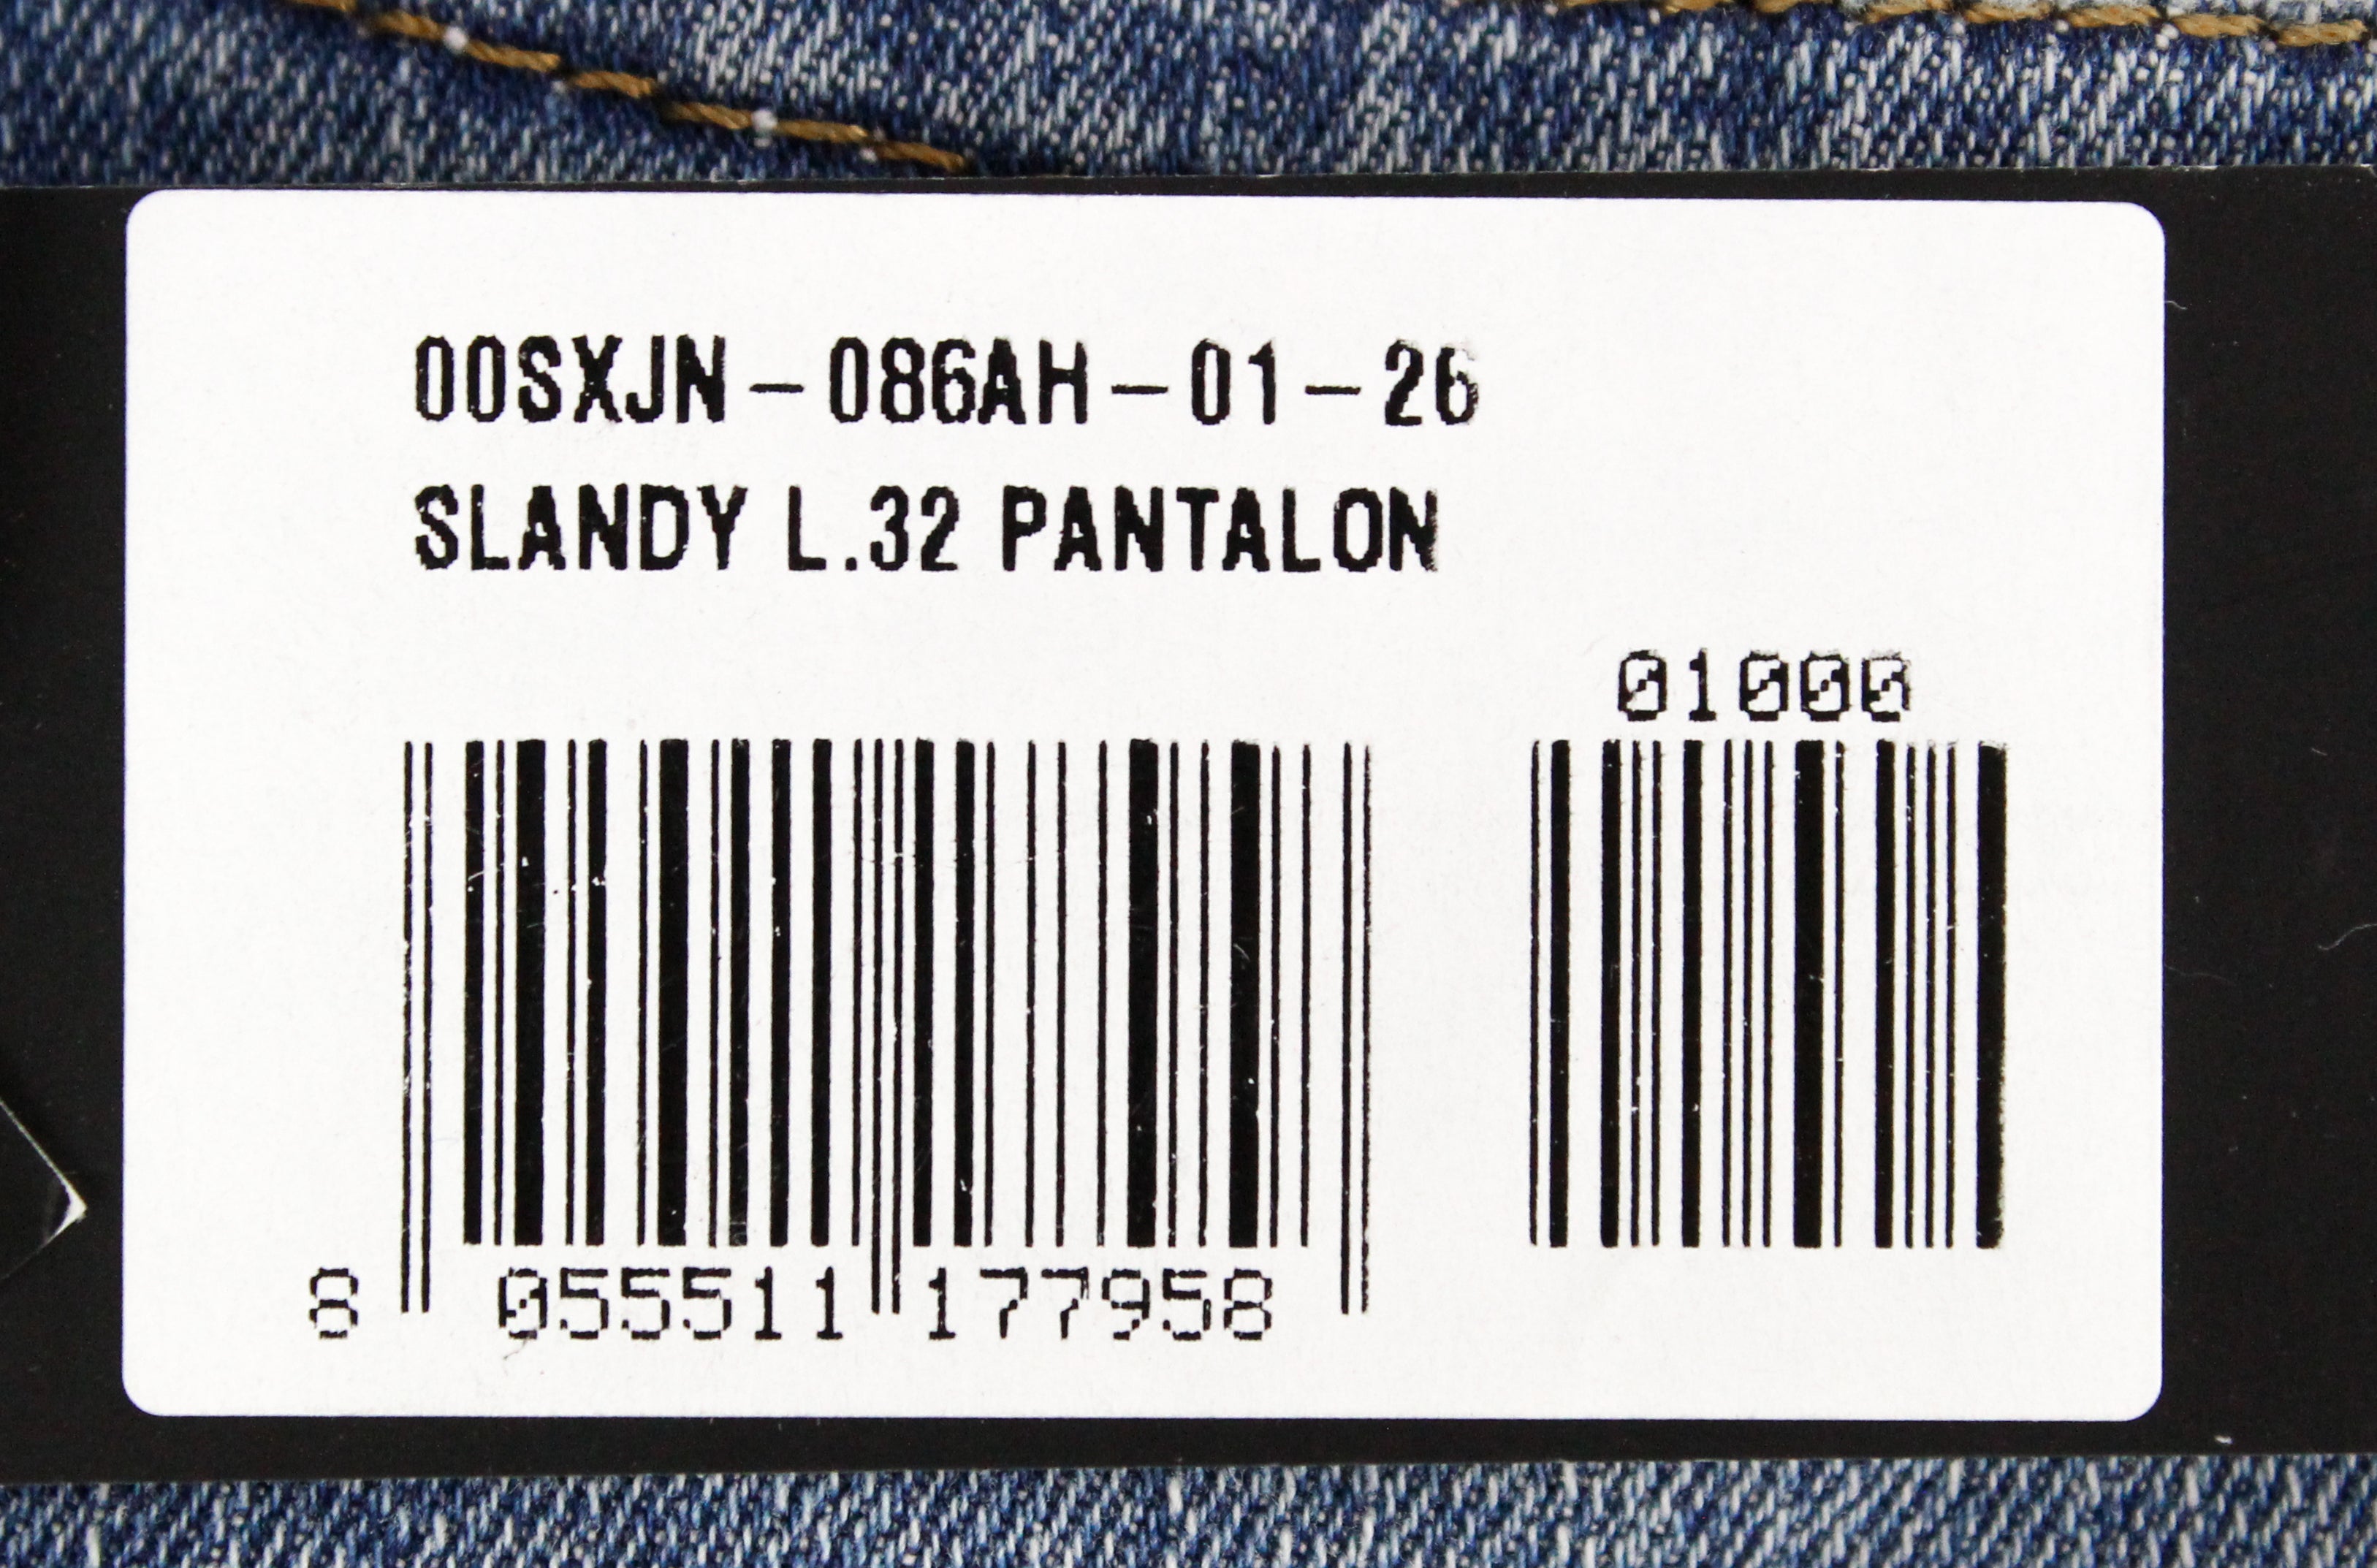 00SXJN-086AH-01-26
SLANDY L.32 PANTALON
01000
8 055511 177958